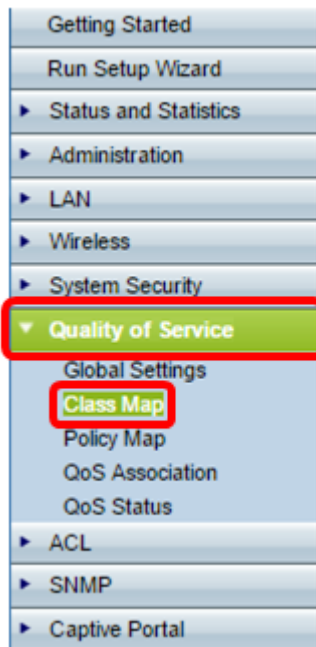 Getting Started
Run Setup Wizard
Status and Statistics
Administration
LAN
Wireless
System Security
Quality of Service
Global Settings
Class Map
Policy Map
QoS Association
QoS Status
ACL
SNMP
Captive Portal